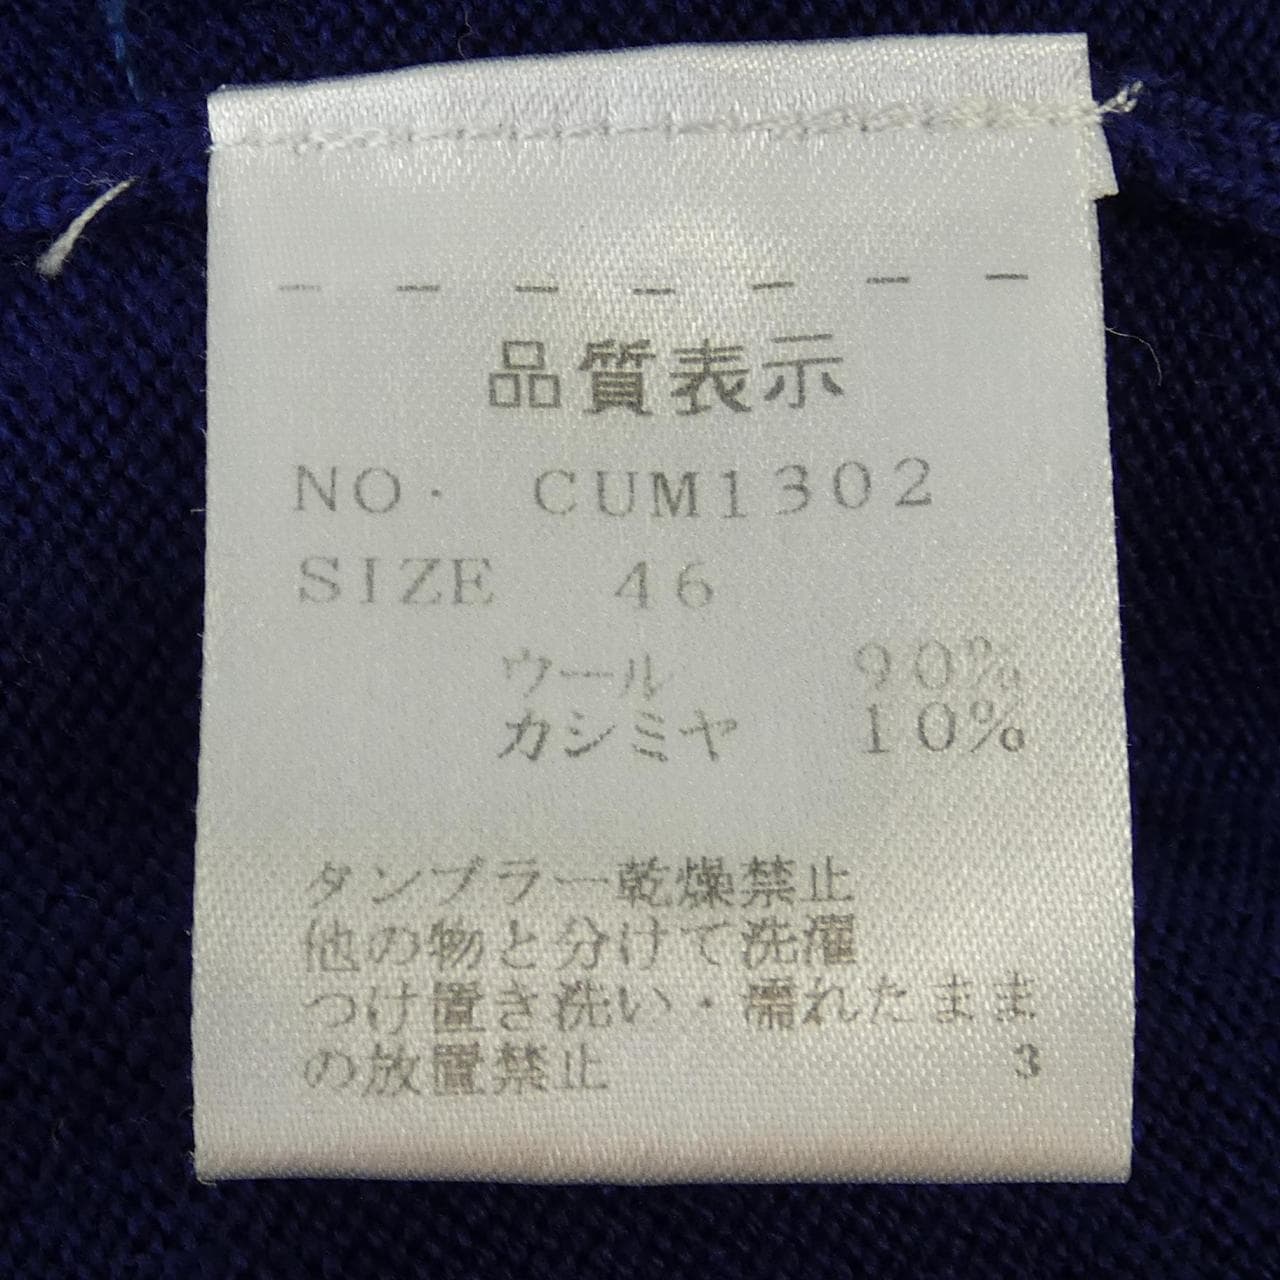 品質表示
NO. CUM1302
SIZE 46
ウール 90%
カシミヤ 10%
タンブラー乾燥禁止
他の物と分けて洗濯
つけ置き洗い・濡れたまま
の放置禁止 3